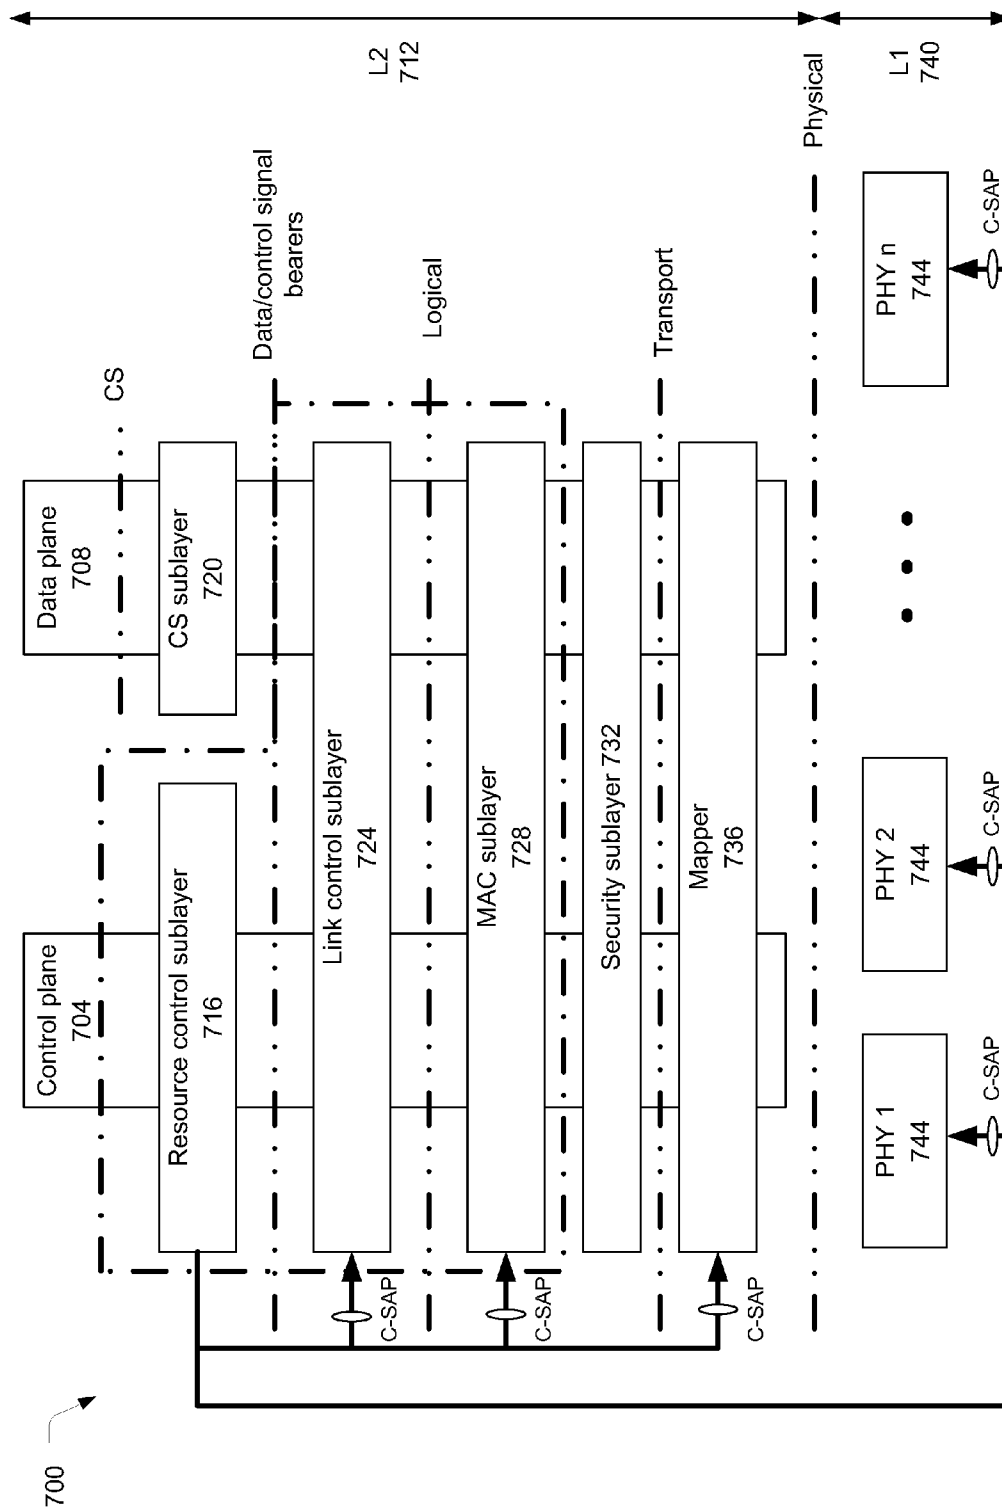 700
Control plane
704
Data plane
708
CS
Resource control sublayer
716
CS sublayer
720
Data/control signal
bearers
L2
712
Link control sublayer
724
C-SAP
Logical
MAC sublayer
728
C-SAP
Security sublayer 732
Transport
Mapper
736
C-SAP
Physical
PHY 1
744
PHY 2
744
PHY n
744
L1
740
C-SAP
C-SAP
C-SAP